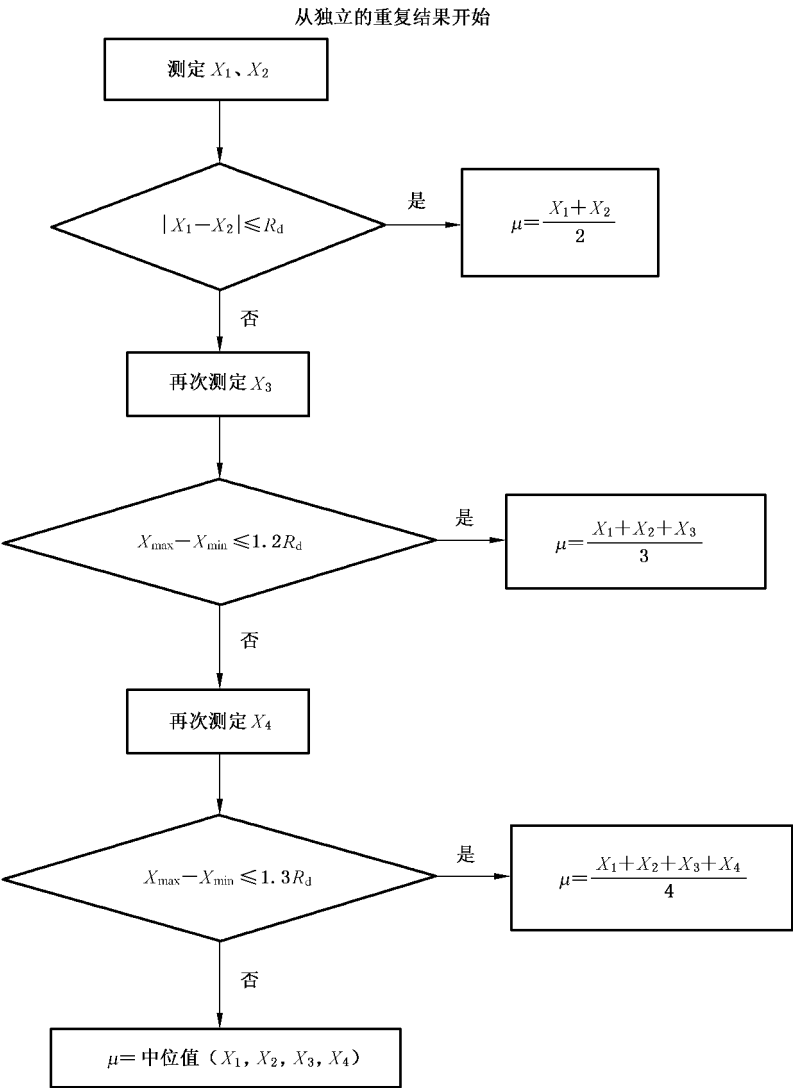 从独立的重复结果开始
测定 X₁、X₂
|X₁−X₂|≤R_d
是
μ=(X₁+X₂)/2
否
再次测定 X₃
X_max−X_min≤1.2R_d
是
μ=(X₁+X₂+X₃)/3
否
再次测定 X₄
X_max−X_min≤1.3R_d
是
μ=(X₁+X₂+X₃+X₄)/4
否
μ=中位值（X₁，X₂，X₃，X₄）